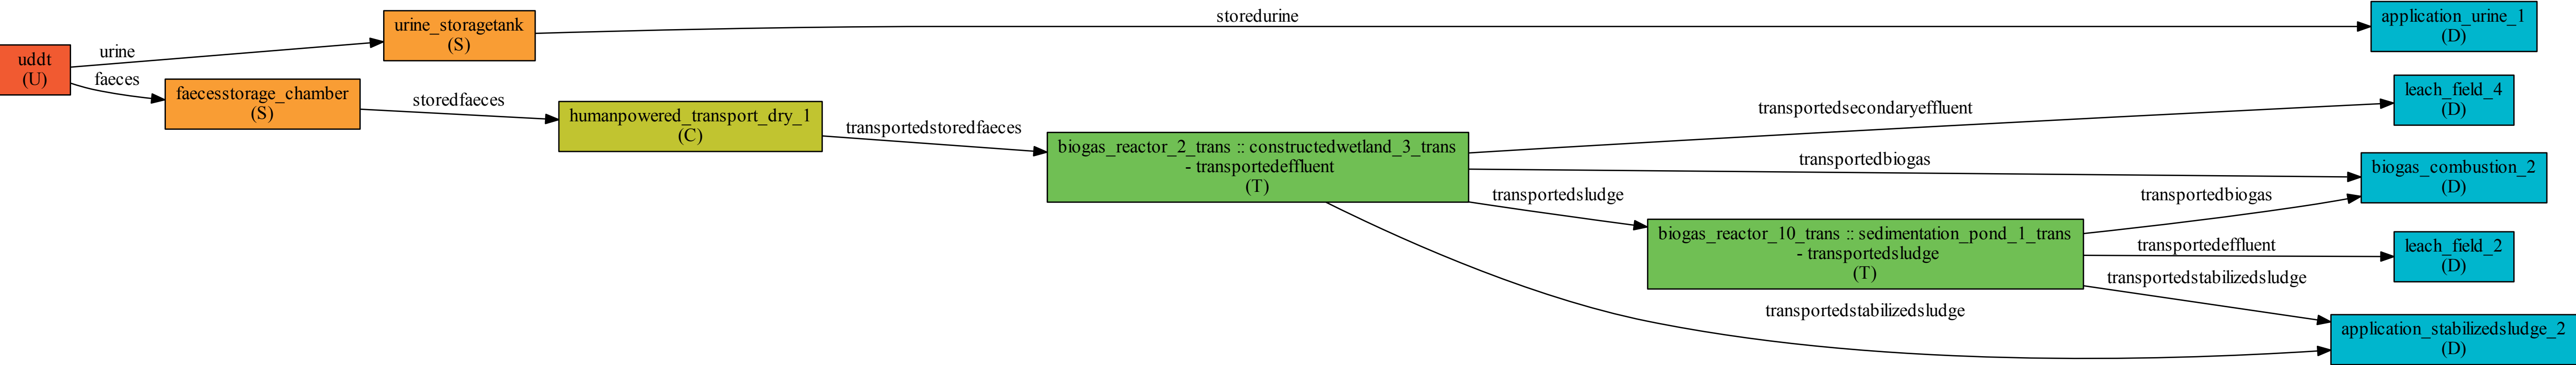 uddt
(U)
urine
faeces
urine_storagetank
(S)
storedurine
application_urine_1
(D)
faecesstorage_chamber
(S)
storedfaeces
humanpowered_transport_dry_1
(C)
transportedstoredfaeces
biogas_reactor_2_trans :: constructedwetland_3_trans
- transportedeffluent
(T)
transportedsecondaryeffluent
leach_field_4
(D)
transportedbiogas
biogas_combustion_2
(D)
transportedsludge
biogas_reactor_10_trans :: sedimentation_pond_1_trans
- transportedsludge
(T)
transportedbiogas
transportedeffluent
leach_field_2
(D)
transportedstabilizedsludge
transportedstabilizedsludge
application_stabilizedsludge_2
(D)